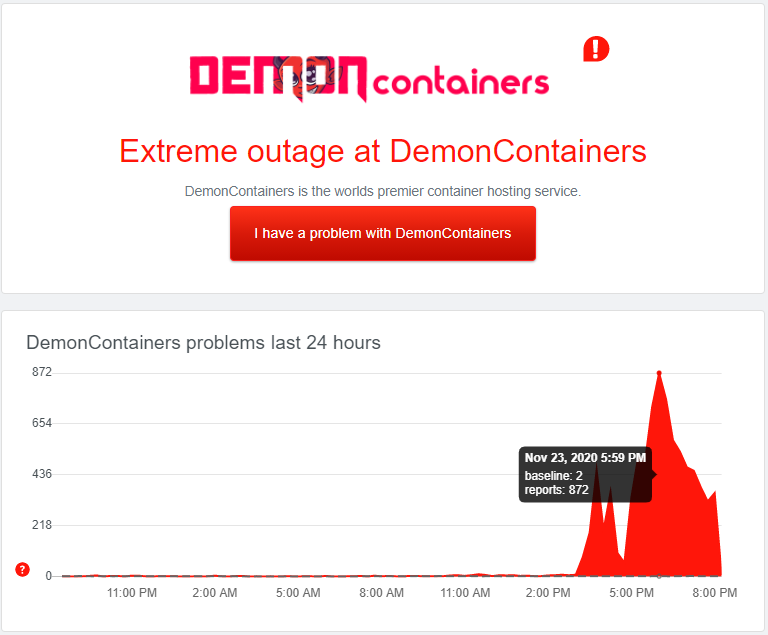 !
DEMON containers
Extreme outage at DemonContainers
DemonContainers is the worlds premier container hosting service.
I have a problem with DemonContainers
DemonContainers problems last 24 hours
872
654
436
218
0
Nov 23, 2020 5:59 PM
baseline: 2
reports: 872
?
11:00 PM 2:00 AM 5:00 AM 8:00 AM 11:00 AM 2:00 PM 5:00 PM 8:00 PM